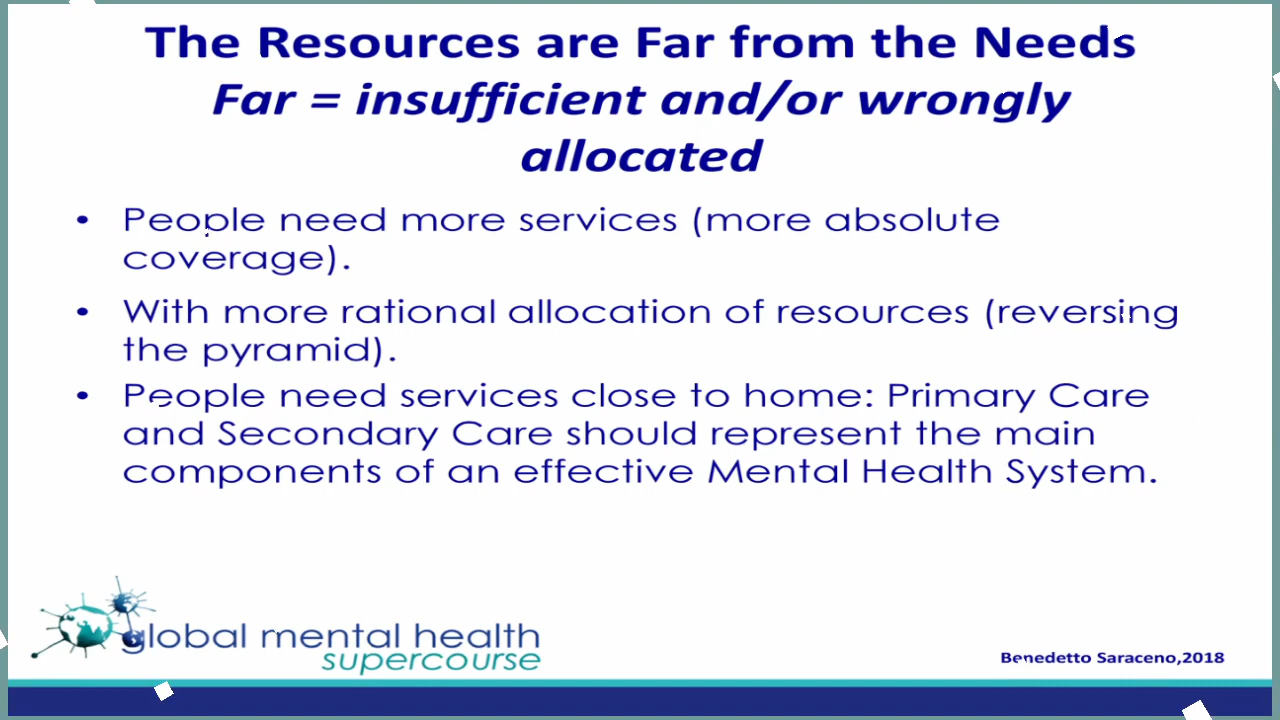 The Resources are Far from the Needs
Far = insufficient and/or wrongly
allocated
• People need more services (more absolute
coverage).
• With more rational allocation of resources (reversing
the pyramid).
• People need services close to home: Primary Care
and Secondary Care should represent the main
components of an effective Mental Health System.
global mental health
supercourse
Benedetto Saraceno,2018